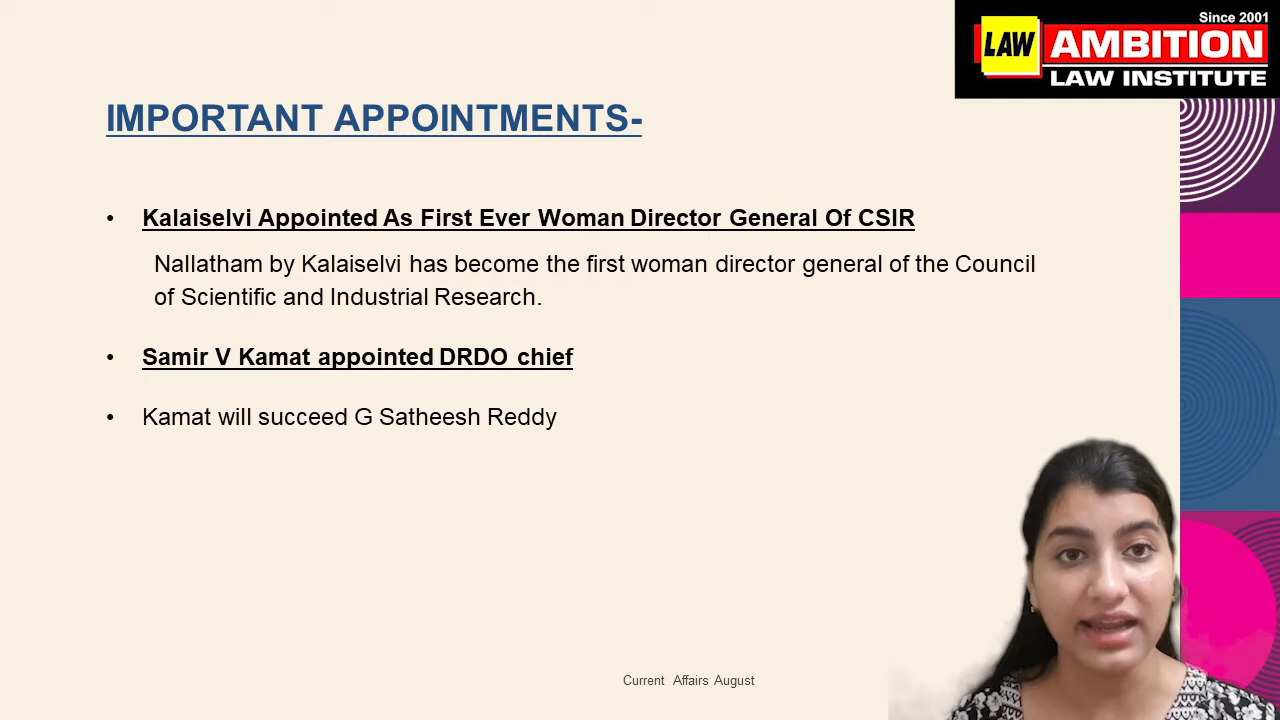 Since 2001
LAW AMBITION
LAW INSTITUTE
IMPORTANT APPOINTMENTS-
• Kalaiselvi Appointed As First Ever Woman Director General Of CSIR
Nallatham by Kalaiselvi has become the first woman director general of the Council
of Scientific and Industrial Research.
• Samir V Kamat appointed DRDO chief
• Kamat will succeed G Satheesh Reddy
Current Affairs August